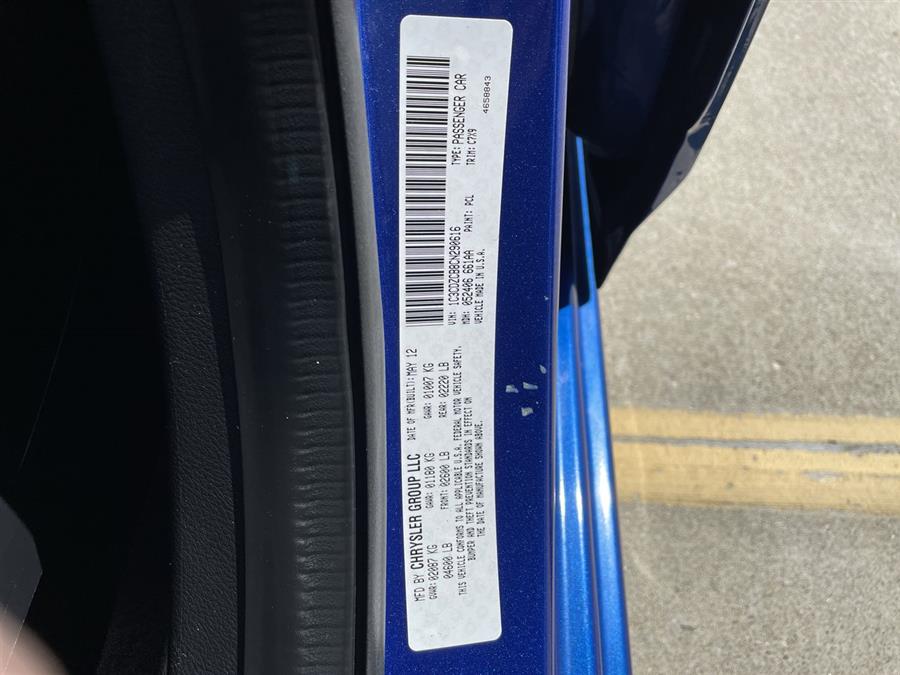 MFD BY CHRYSLER GROUP LLC DATE OF MFR(BUILT): MAY 12
GVWR: 02087 KG GAWR: 01180 KG GAWR: 01007 KG
04600 LB FRONT: 02600 LB REAR: 02220 LB
THIS VEHICLE CONFORMS TO ALL APPLICABLE U.S.A. FEDERAL MOTOR VEHICLE SAFETY,
BUMPER AND THEFT PREVENTION STANDARDS IN EFFECT ON
THE DATE OF MANUFACTURE SHOWN ABOVE.
VIN: 1C3CDZCB8CN290616 TYPE: PASSENGER CAR
MDH: 052406 661AA PAINT: PCL TRIM: C7X9
VEHICLE MADE IN U.S.A. 4658843